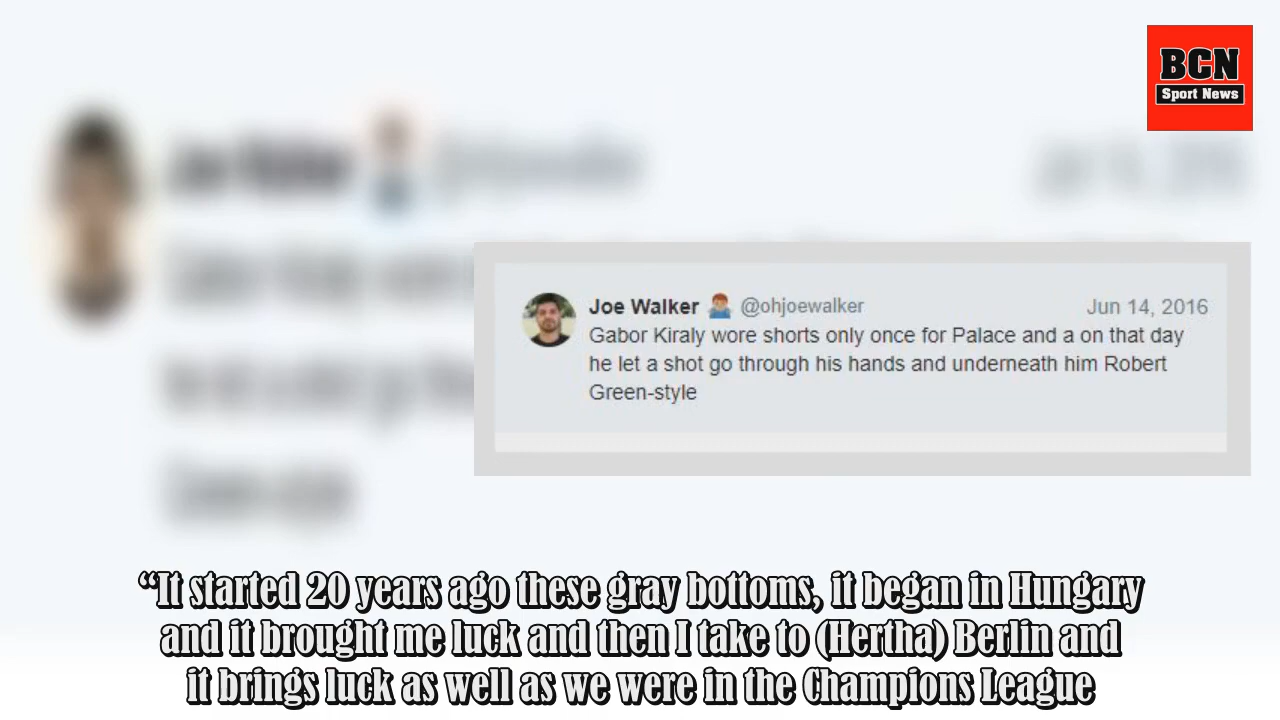 BCN
Sport News
Joe Walker @ohjoewalker Jun 14, 2016
Gabor Kiraly wore shorts only once for Palace and a on that day
he let a shot go through his hands and underneath him Robert
Green-style
“It started 20 years ago these gray bottoms, it began in Hungary
and it brought me luck and then I take to (Hertha) Berlin and
it brings luck as well as we were in the Champions League